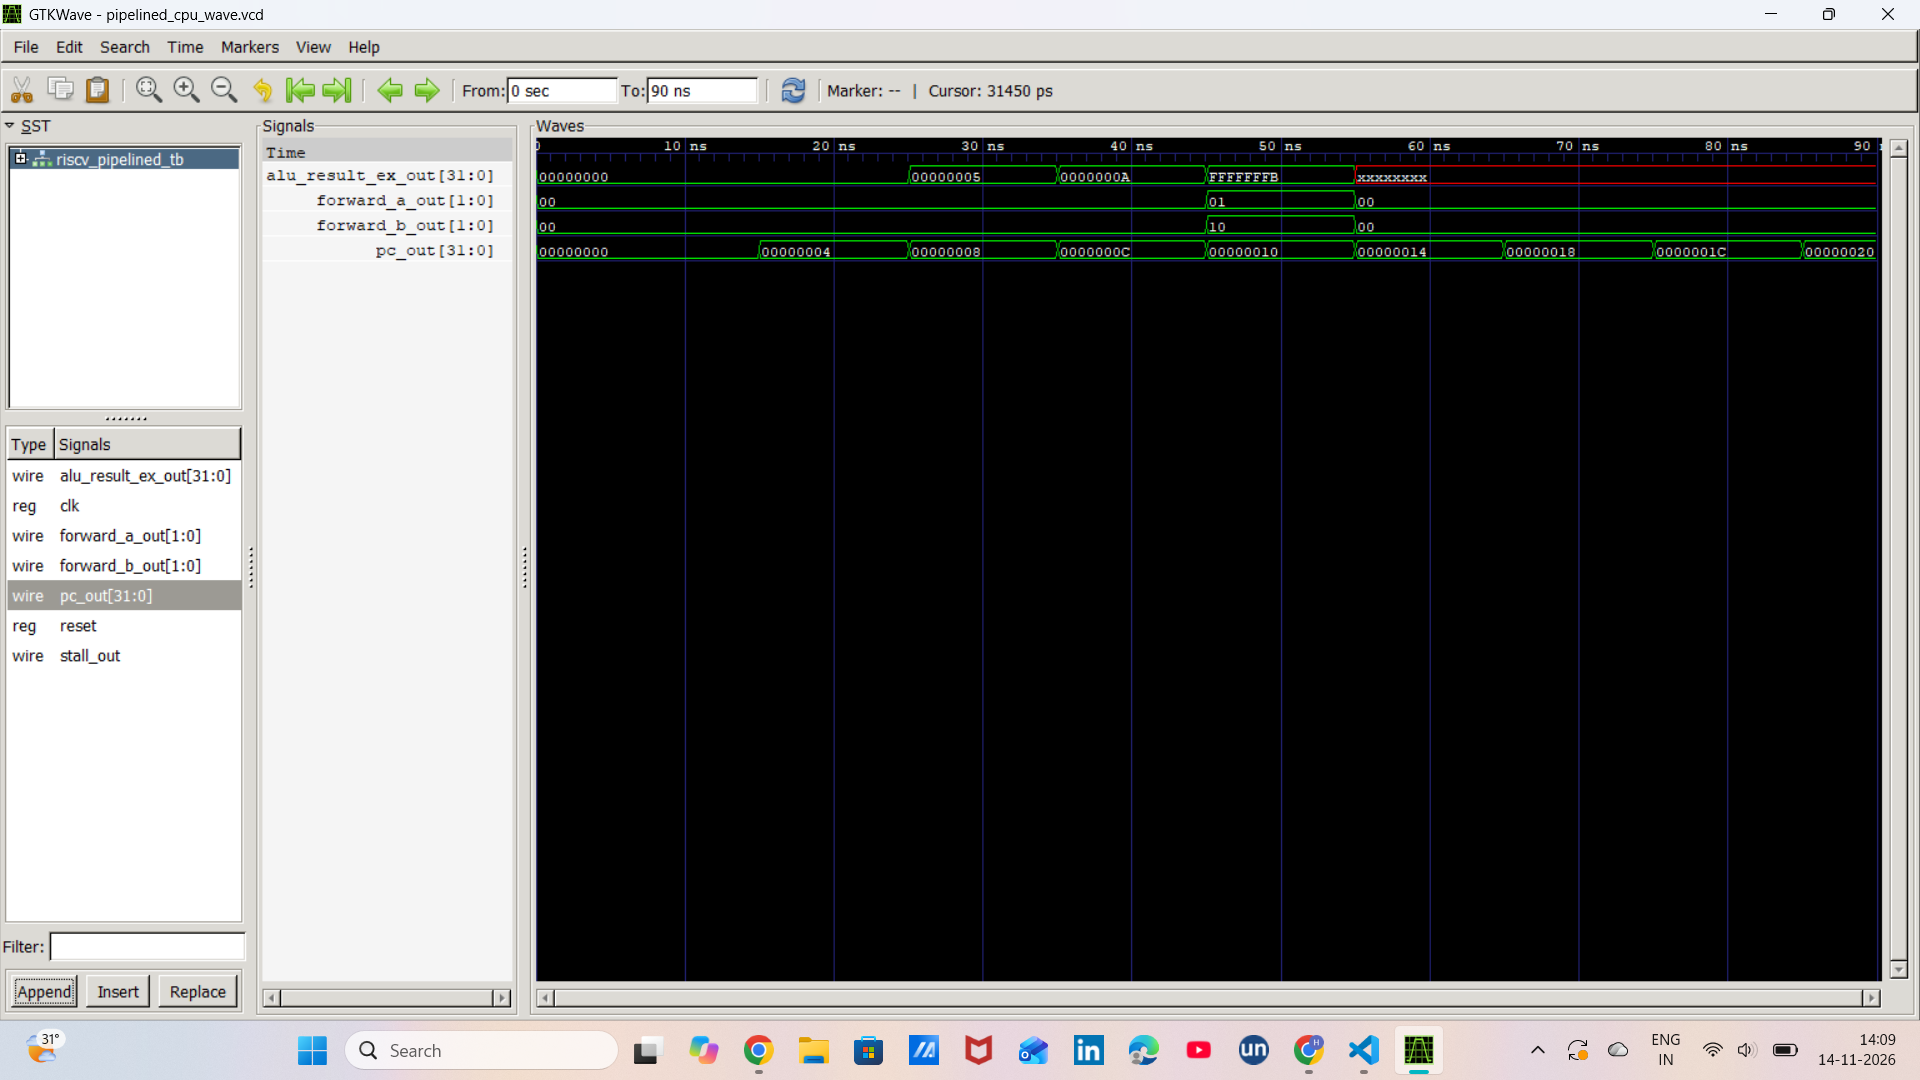 GTKWave - pipelined_cpu_wave.vcd
File Edit Search Time Markers View Help
From: 0 sec To: 90 ns Marker: -- | Cursor: 31450 ps
SST
riscv_pipelined_tb
Type Signals
wire alu_result_ex_out[31:0]
reg clk
wire forward_a_out[1:0]
wire forward_b_out[1:0]
wire pc_out[31:0]
reg reset
wire stall_out
Filter:
Append Insert Replace
Signals
Time
alu_result_ex_out[31:0]
forward_a_out[1:0]
forward_b_out[1:0]
pc_out[31:0]
Waves
0 10 ns 20 ns 30 ns 40 ns 50 ns 60 ns 70 ns 80 ns 90
00000000 00000005 0000000A FFFFFFFB xxxxxxxx
00 01 00
00 10 00
00000000 00000004 00000008 0000000C 00000010 00000014 00000018 0000001C 00000020
31°
Search
un
H
ENG
IN
14:09
14-11-2026